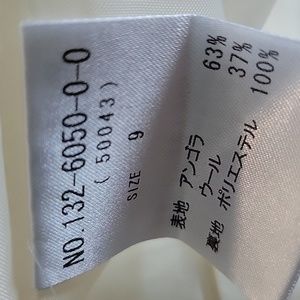 NO.132-6050-0-0
(50043)
SIZE 9
表地 アンゴラ 63%
ウール 37%
裏地 ポリエステル 100%